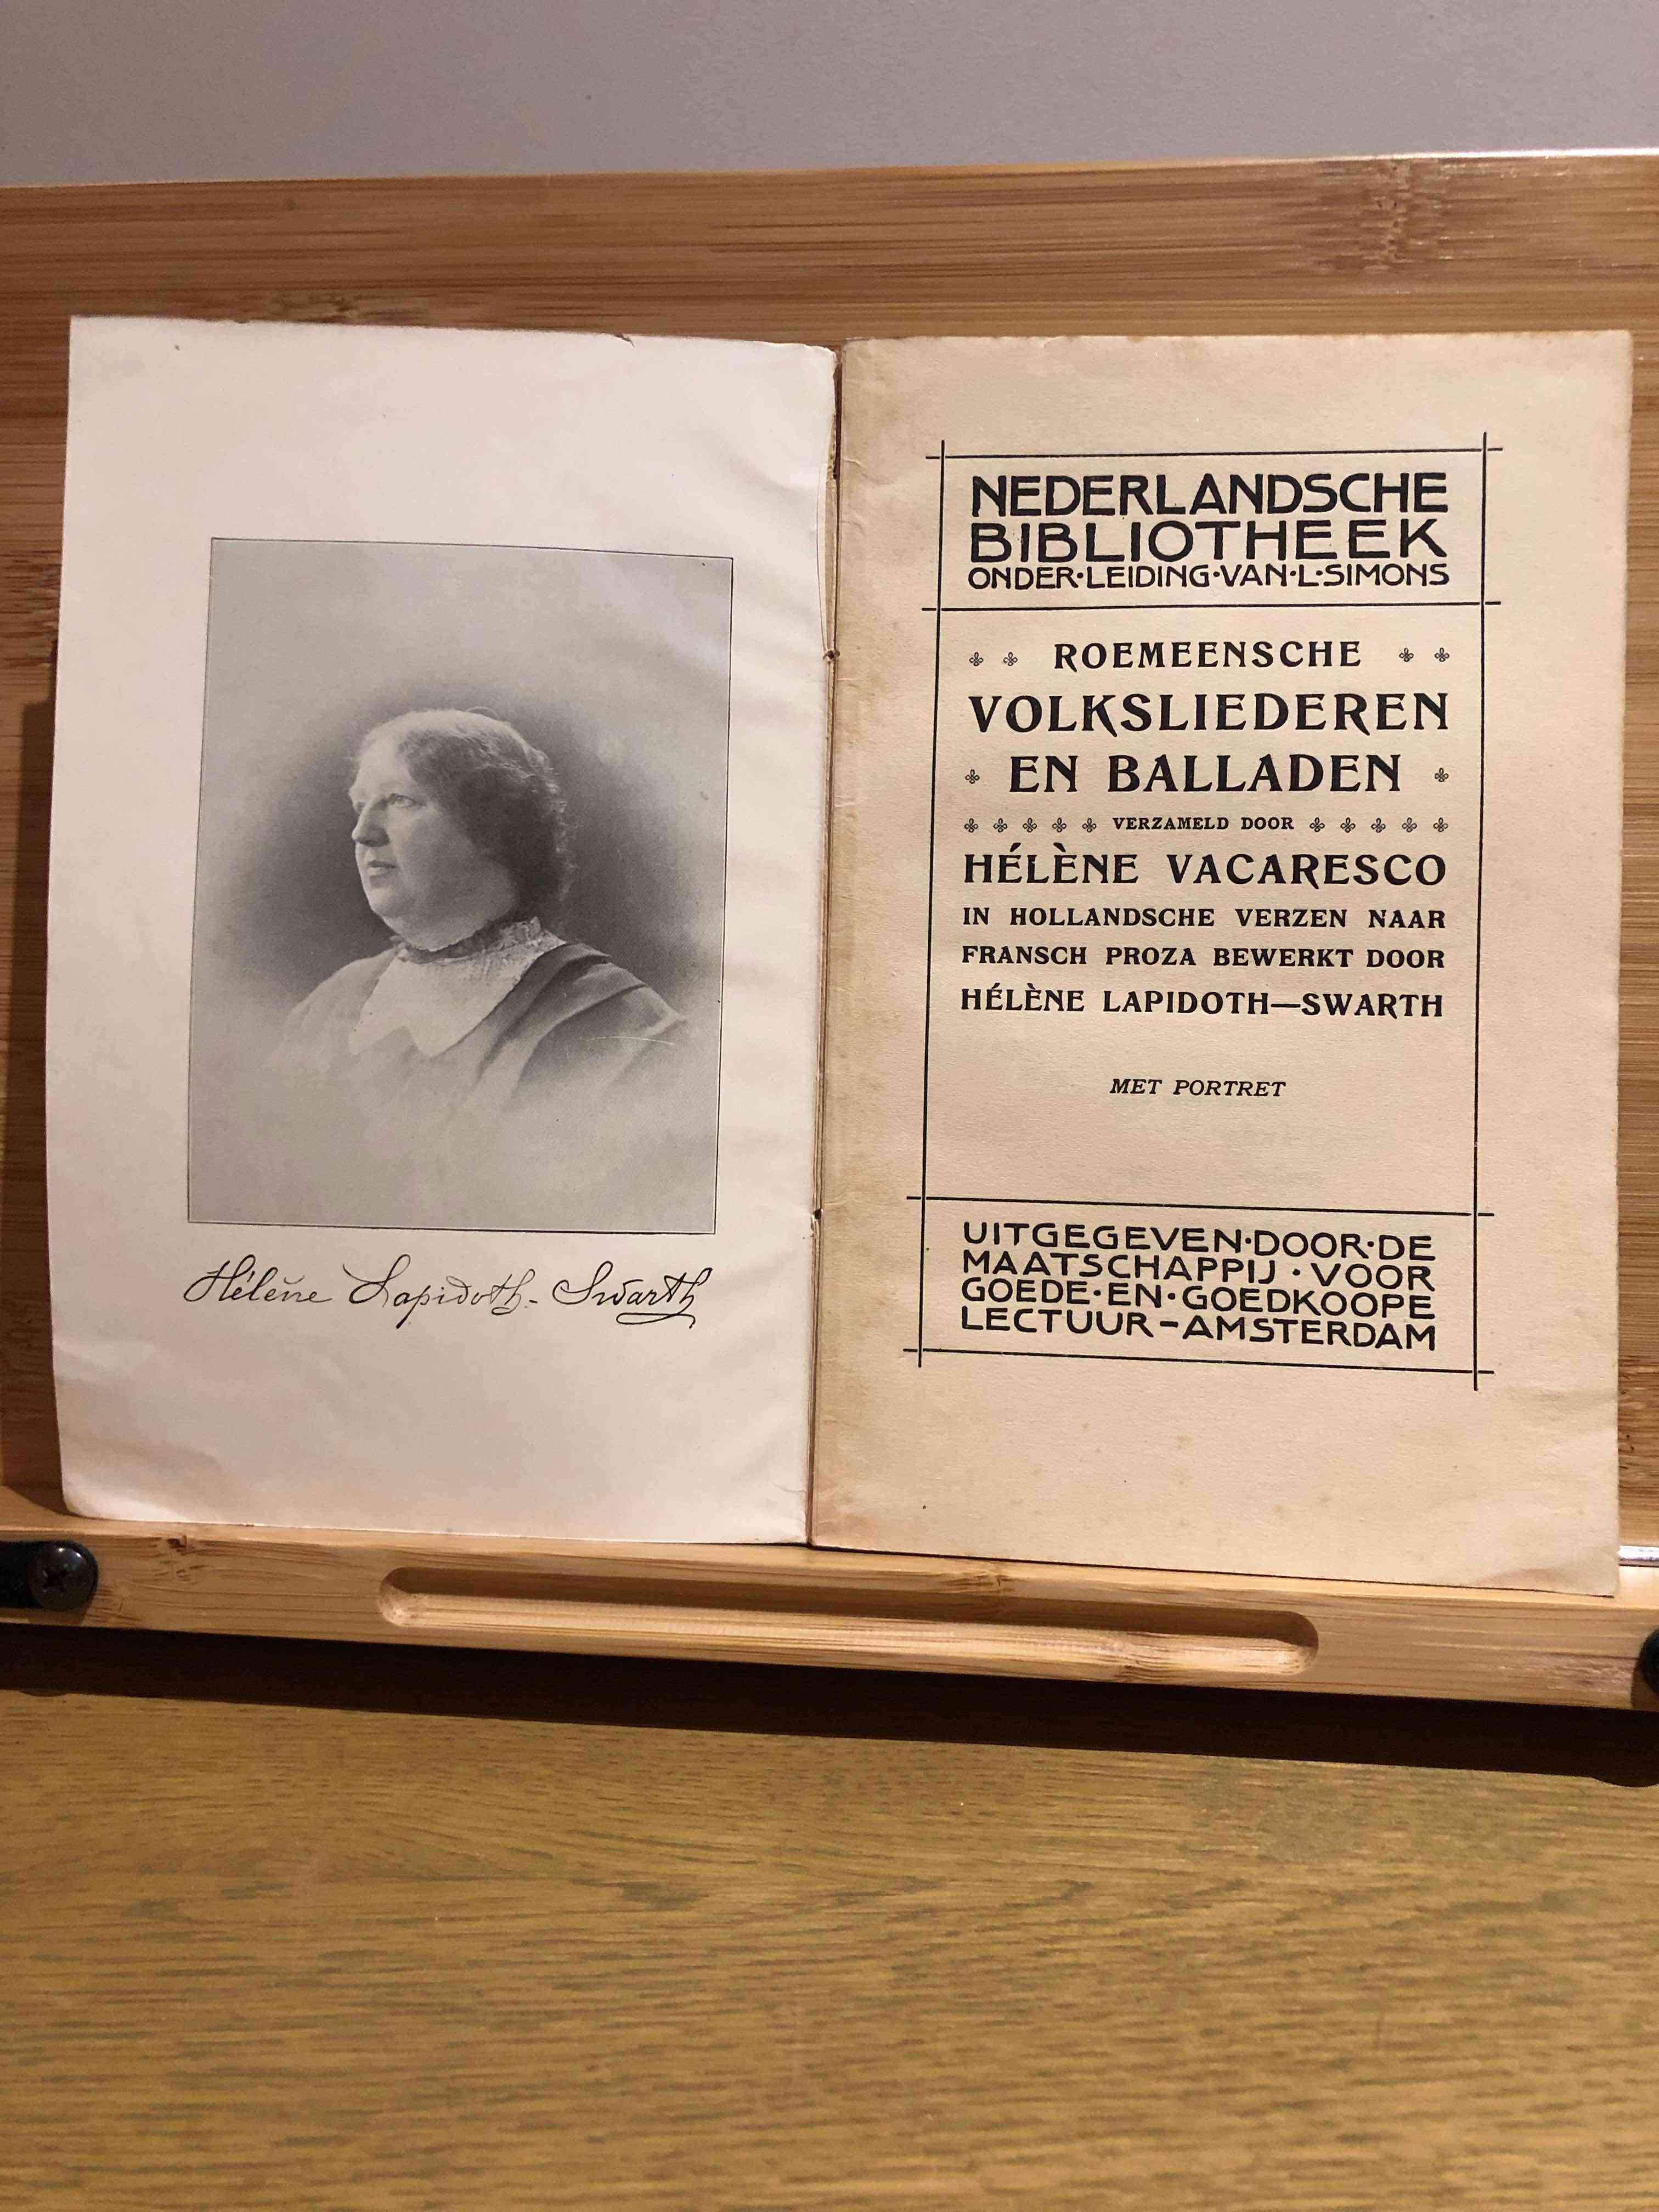 Hélène Lapidoth-Swarth
NEDERLANDSCHE
BIBLIOTHEEK
ONDER·LEIDING·VAN·L·SIMONS
ROEMEENSCHE
VOLKSLIEDEREN
EN BALLADEN
VERZAMELD DOOR
HÉLÈNE VACARESCO
IN HOLLANDSCHE VERZEN NAAR
FRANSCH PROZA BEWERKT DOOR
HÉLÈNE LAPIDOTH—SWARTH
MET PORTRET
UITGEGEVEN·DOOR·DE
MAATSCHAPPIJ·VOOR
GOEDE·EN·GOEDKOOPE
LECTUUR-AMSTERDAM